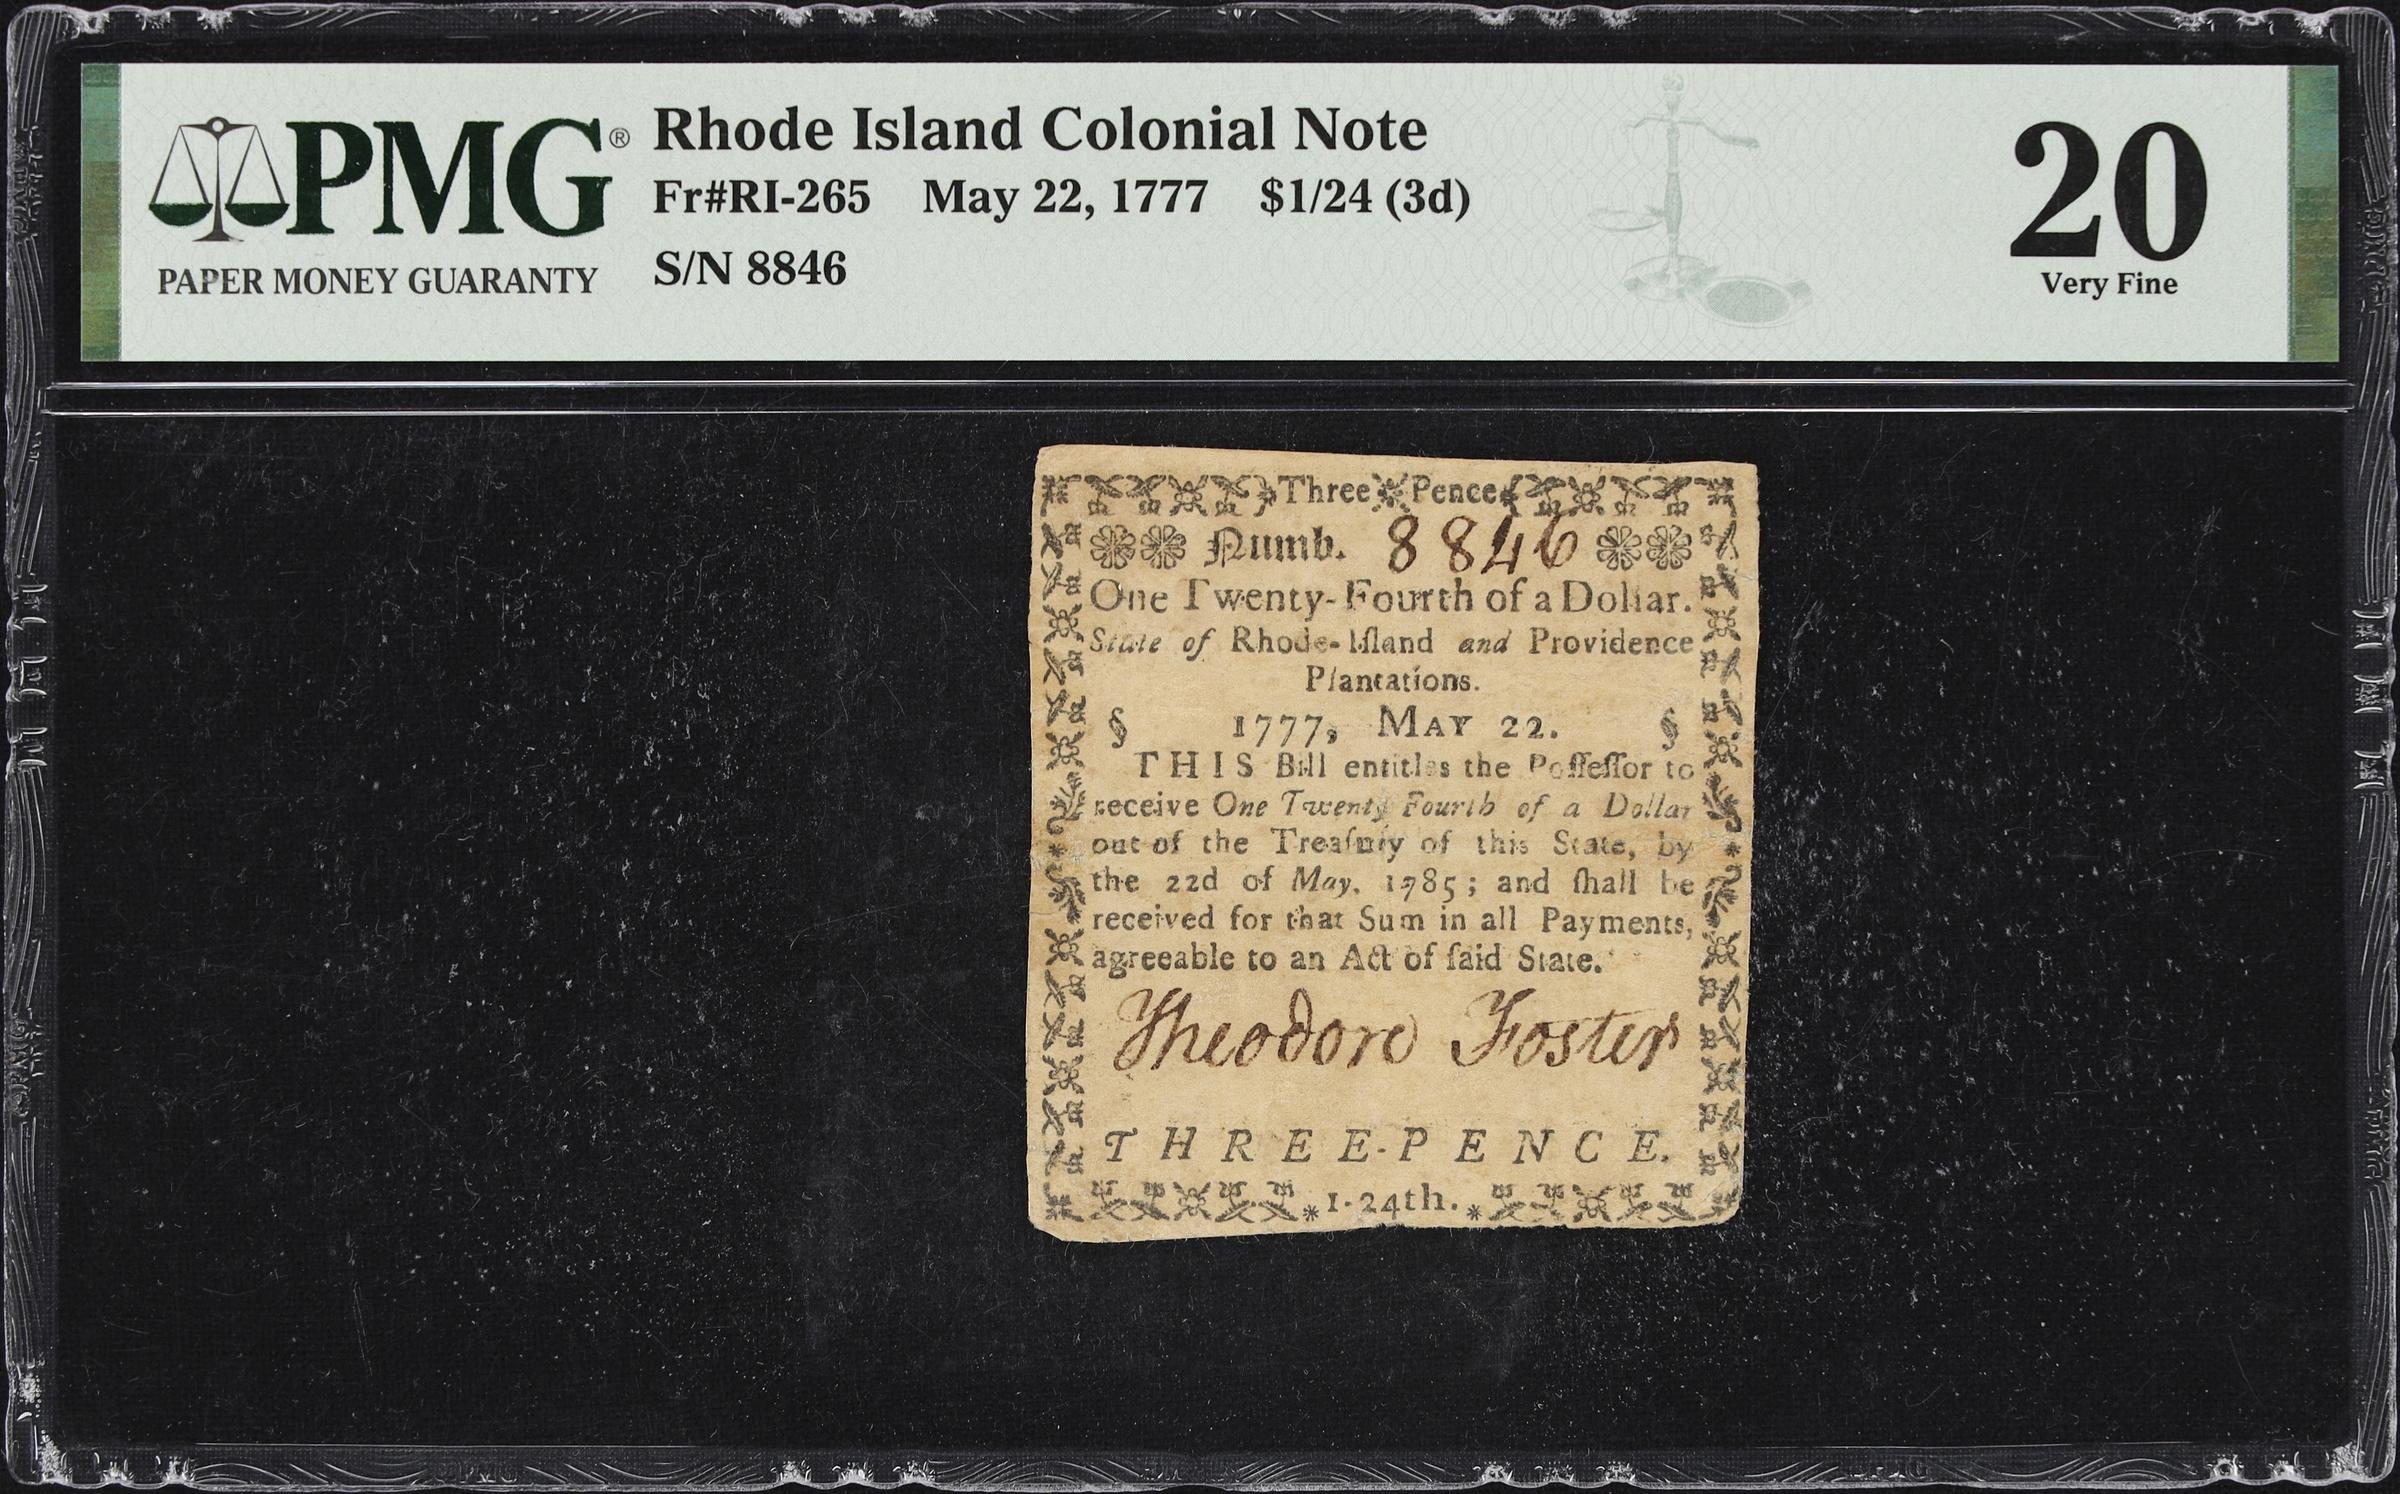 PMG®
PAPER MONEY GUARANTY
Rhode Island Colonial Note
Fr#RI-265 May 22, 1777 $1/24 (3d)
S/N 8846
20
Very Fine
Three Pence
Numb. 8846
One Twenty-Fourth of a Dollar.
State of Rhode-Iſland and Providence
Plantations.
§ 1777, MAY 22. §
THIS Bill entitles the Poſſeſſor to
receive One Twenty Fourth of a Dollar
out of the Treaſury of this State, by
the 22d of May, 1785; and ſhall be
received for that Sum in all Payments,
agreeable to an Act of ſaid State.
Theodore Foster
THREE-PENCE.
*1-24th.*